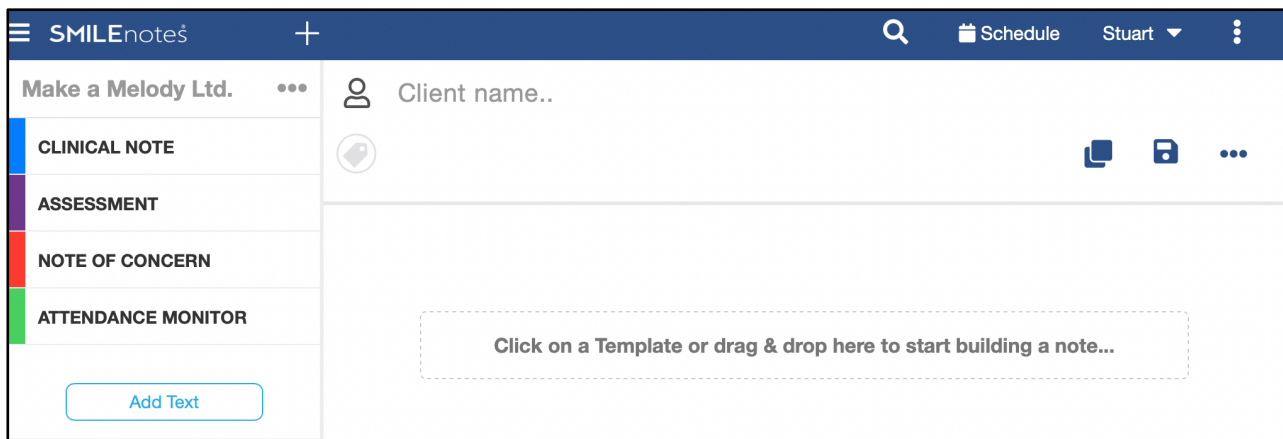 SMILEnotes
Schedule
Stuart
Make a Melody Ltd.
Client name..
CLINICAL NOTE
ASSESSMENT
NOTE OF CONCERN
ATTENDANCE MONITOR
Add Text
Click on a Template or drag & drop here to start building a note...